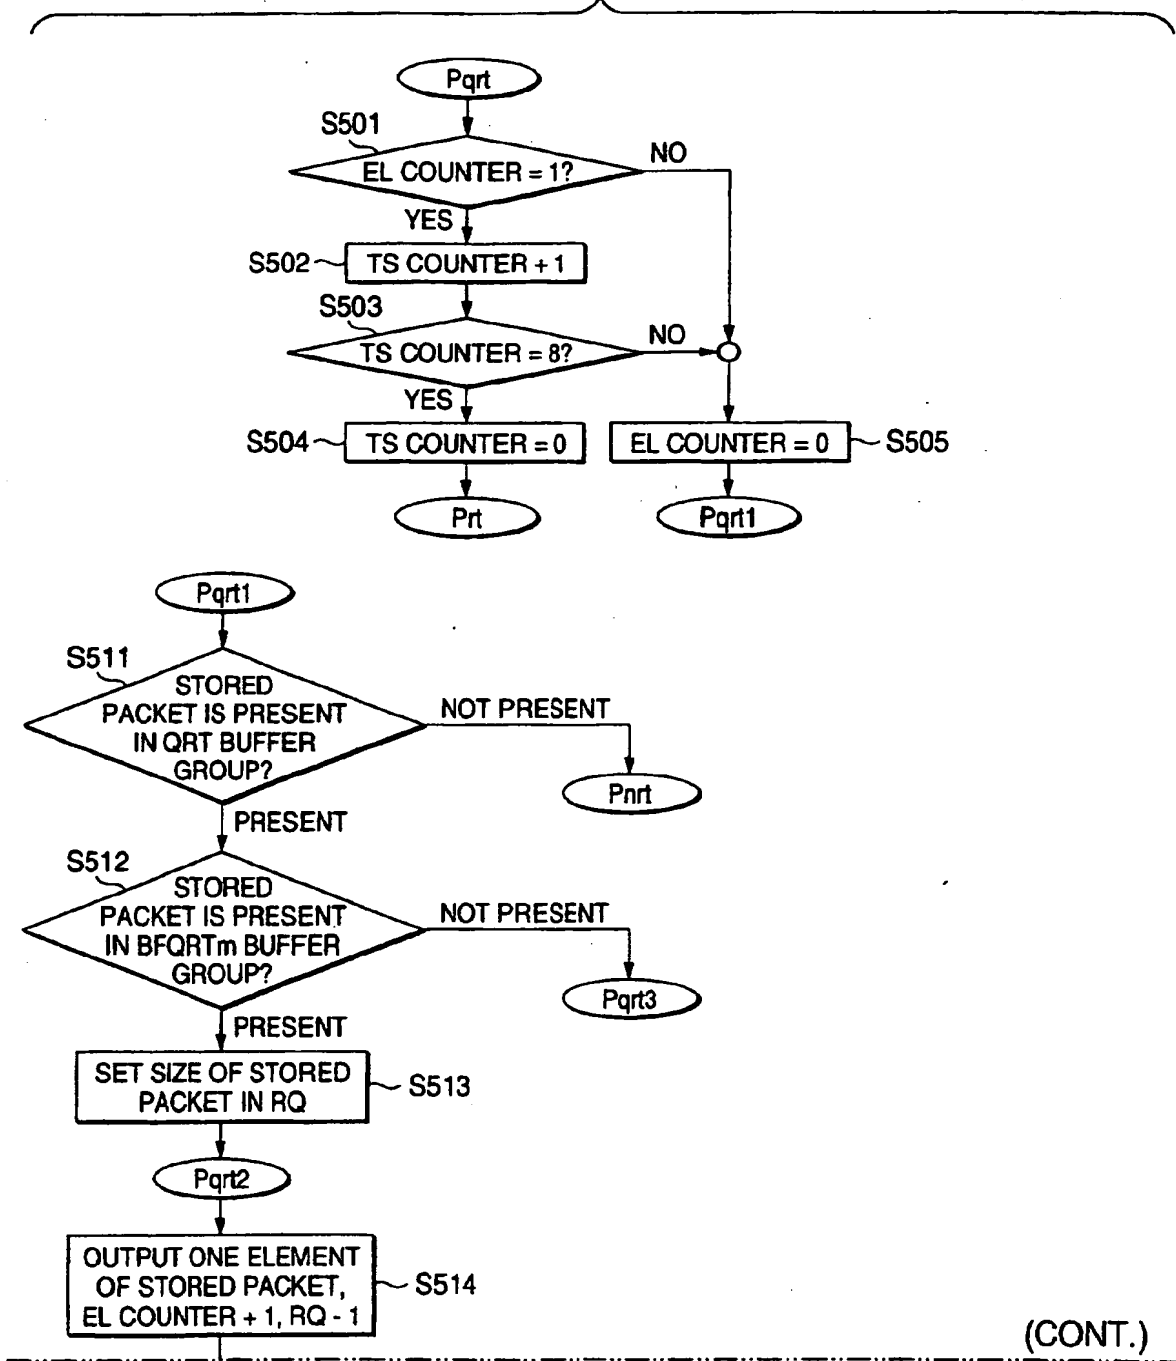 Pqrt
S501
EL COUNTER = 1?
NO
YES
S502
TS COUNTER + 1
S503
TS COUNTER = 8?
NO
YES
S504
TS COUNTER = 0
EL COUNTER = 0
S505
Prt
Pqrt1
Pqrt1
S511
STORED
PACKET IS PRESENT
IN QRT BUFFER
GROUP?
NOT PRESENT
Pnrt
PRESENT
S512
STORED
PACKET IS PRESENT
IN BFQRTm BUFFER
GROUP?
NOT PRESENT
Pqrt3
PRESENT
SET SIZE OF STORED
PACKET IN RQ
S513
Pqrt2
OUTPUT ONE ELEMENT
OF STORED PACKET,
EL COUNTER + 1, RQ - 1
S514
(CONT.)